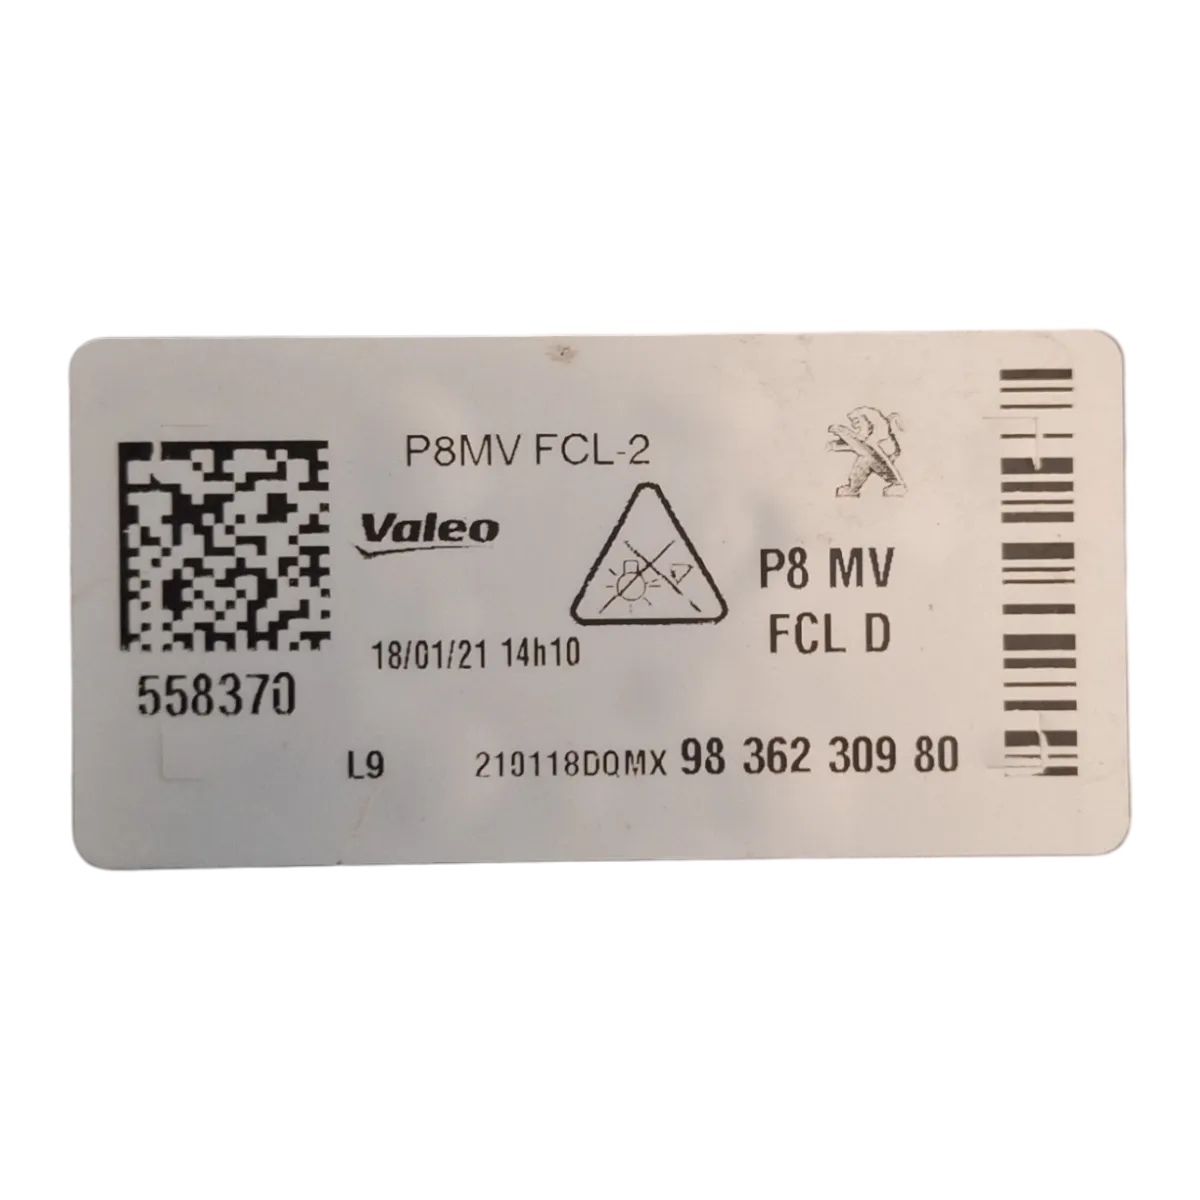 P8MV FCL-2
Valeo
P8 MV
FCL D
18/01/21 14h10
558370
L9
210118DQMX 98 362 309 80